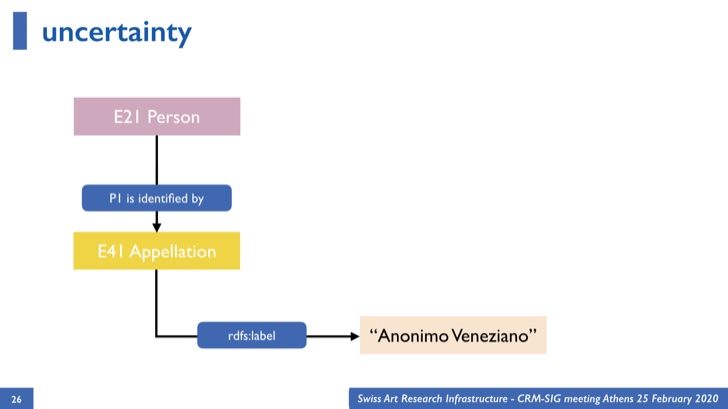 uncertainty
E21 Person
P1 is identified by
E41 Appellation
rdfs:label
“Anonimo Veneziano”
26
Swiss Art Research Infrastructure - CRM-SIG meeting Athens 25 February 2020